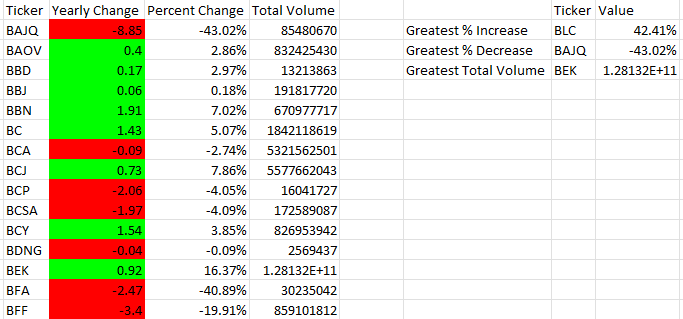 Ticker Yearly Change Percent Change Total Volume Ticker Value
BAJQ -8.85 -43.02% 85480670 Greatest % Increase BLC 42.41%
BAOV 0.4 2.86% 832425430 Greatest % Decrease BAJQ -43.02%
BBD 0.17 2.97% 13213863 Greatest Total Volume BEK 1.28132E+11
BBJ 0.06 0.18% 191817720
BBN 1.91 7.02% 670977717
BC 1.43 5.07% 1842118619
BCA -0.09 -2.74% 5321562501
BCJ 0.73 7.86% 5577662043
BCP -2.06 -4.05% 16041727
BCSA -1.97 -4.09% 172589087
BCY 1.54 3.85% 826953942
BDNG -0.04 -0.09% 2569437
BEK 0.92 16.37% 1.28132E+11
BFA -2.47 -40.89% 30235042
BFF -3.4 -19.91% 859101812